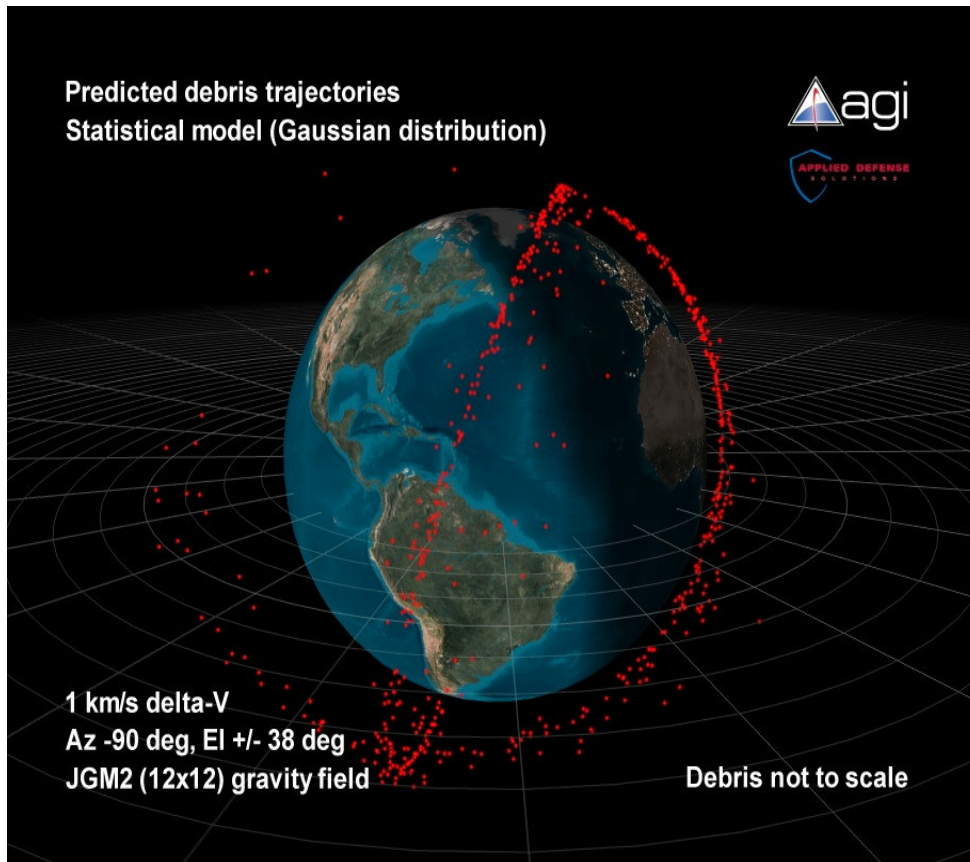 Predicted debris trajectories
Statistical model (Gaussian distribution)
agi
APPLIED DEFENSE
SOLUTIONS
1 km/s delta-V
Az -90 deg, El +/- 38 deg
JGM2 (12x12) gravity field
Debris not to scale